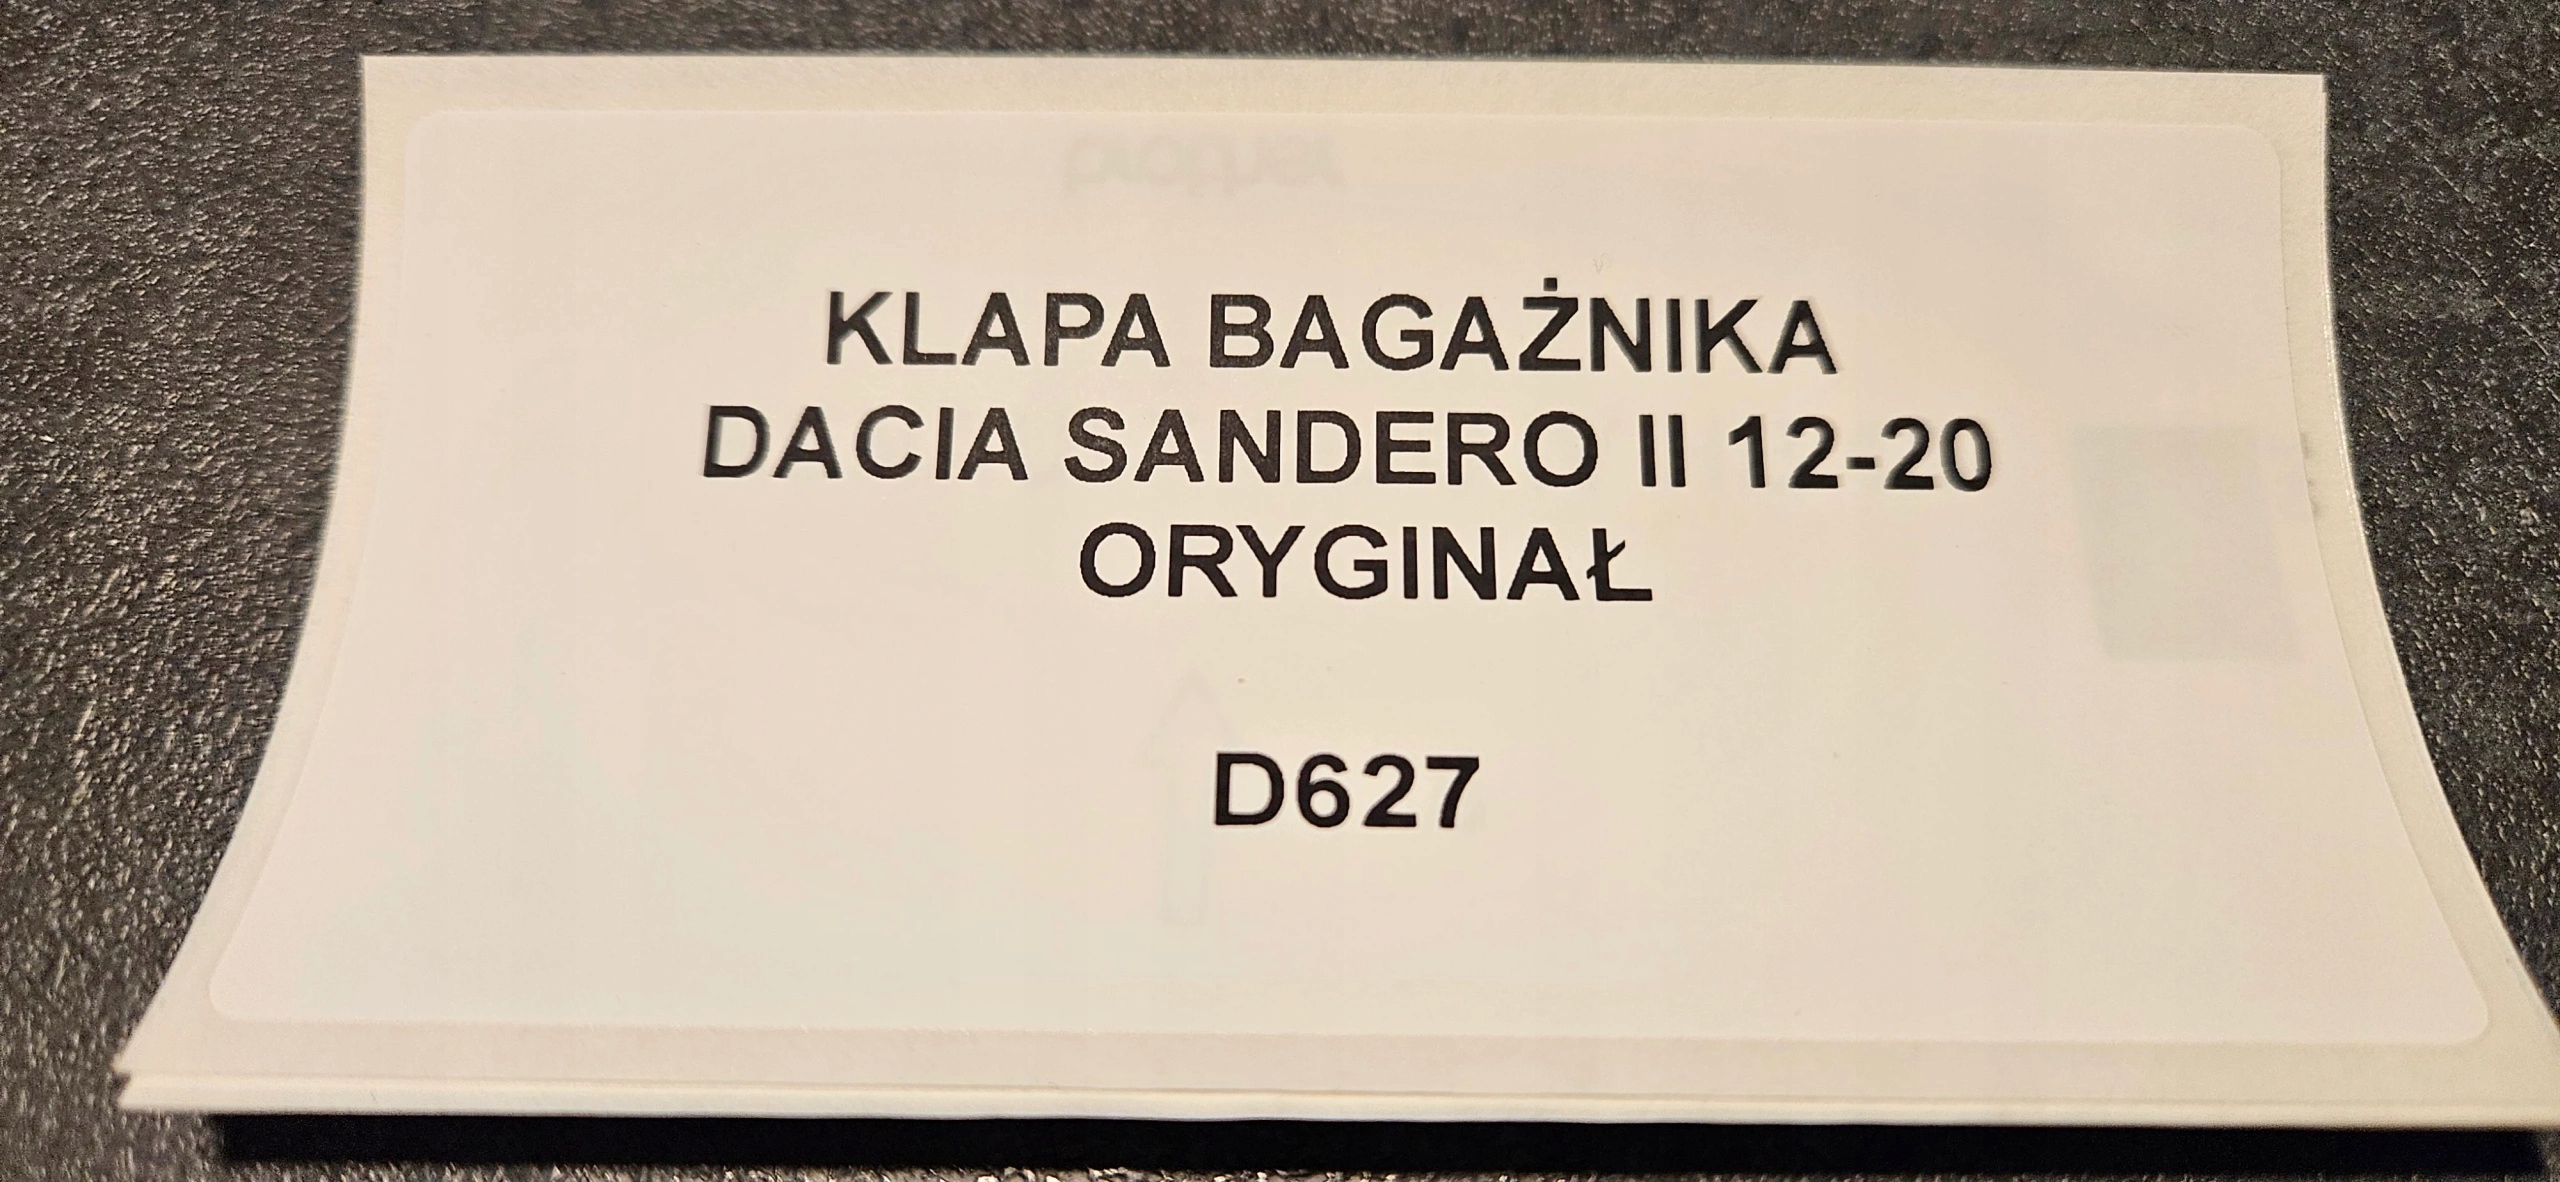 KLAPA BAGAŻNIKA
DACIA SANDERO II 12-20
ORYGINAŁ
D627